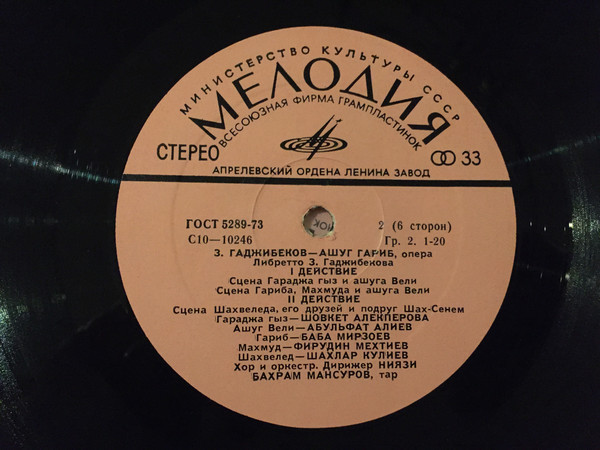 МИНИСТЕРСТВО КУЛЬТУРЫ СССР
МЕЛОДИЯ
ВСЕСОЮЗНАЯ ФИРМА ГРАМПЛАСТИНОК
СТЕРЕО
33
АПРЕЛЕВСКИЙ ОРДЕНА ЛЕНИНА ЗАВОД
ГОСТ 5289-73
2 (6 сторон)
С10—10246
Гр. 2. 1-20
З. ГАДЖИБЕКОВ—АШУГ ГАРИБ, опера
Либретто З. Гаджибекова
I ДЕЙСТВИЕ
Сцена Гараджа гыз и ашуга Вели
Сцена Гариба, Махмуда и ашуга Вели
II ДЕЙСТВИЕ
Сцена Шахвеледа, его друзей и подруг Шах-Сенем
Гараджа гыз—ШОВКЕТ АЛЕКПЕРОВА
Ашуг Вели—АБУЛЬФАТ АЛИЕВ
Гариб—БАБА МИРЗОЕВ
Махмуд—ФИРУДИН МЕХТИЕВ
Шахвелед—ШАХЛАР КУЛИЕВ
Хор и оркестр. Дирижер НИЯЗИ
БАХРАМ МАНСУРОВ, тар